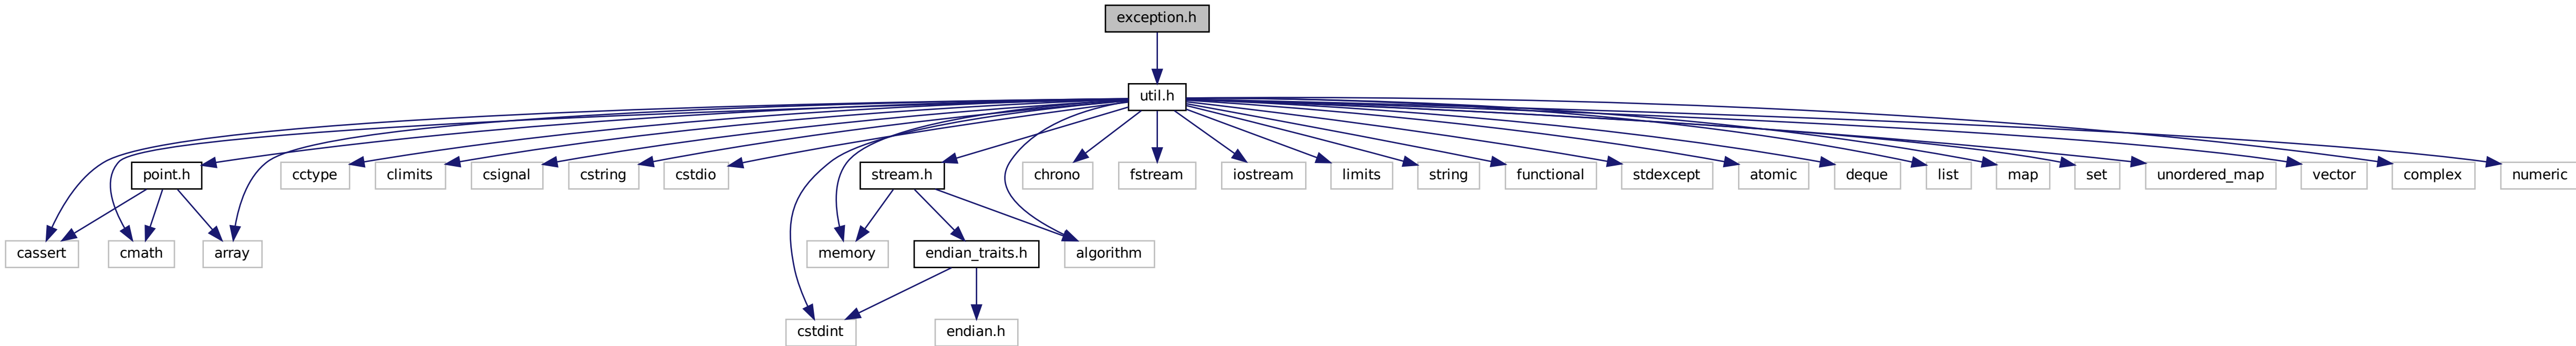 exception.h
util.h
point.h
cctype
climits
csignal
cstring
cstdio
stream.h
chrono
fstream
iostream
limits
string
functional
stdexcept
atomic
deque
list
map
set
unordered_map
vector
complex
numeric
cassert
cmath
array
memory
endian_traits.h
algorithm
cstdint
endian.h